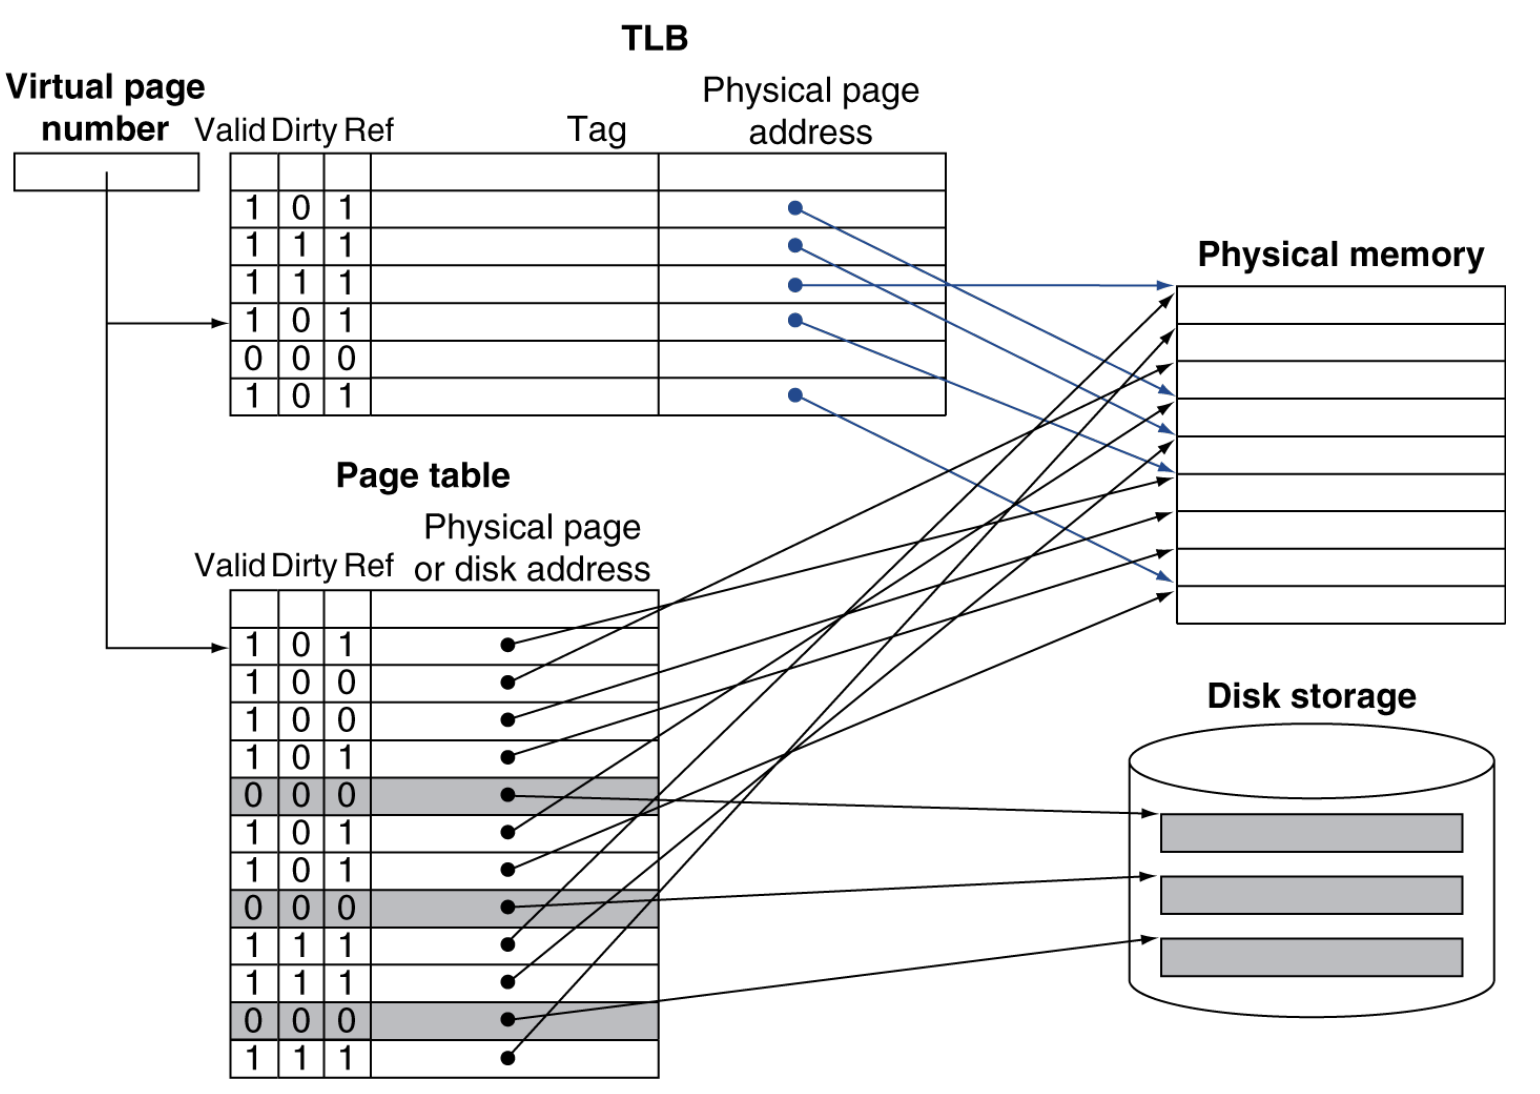 TLB
Virtual page
number
Valid Dirty Ref
Tag
Physical page
address
1 0 1
1 1 1
1 1 1
1 0 1
0 0 0
1 0 1
Physical memory
Page table
Valid Dirty Ref
Physical page
or disk address
1 0 1
1 0 0
1 0 0
1 0 1
0 0 0
1 0 1
1 0 1
0 0 0
1 1 1
1 1 1
0 0 0
1 1 1
Disk storage